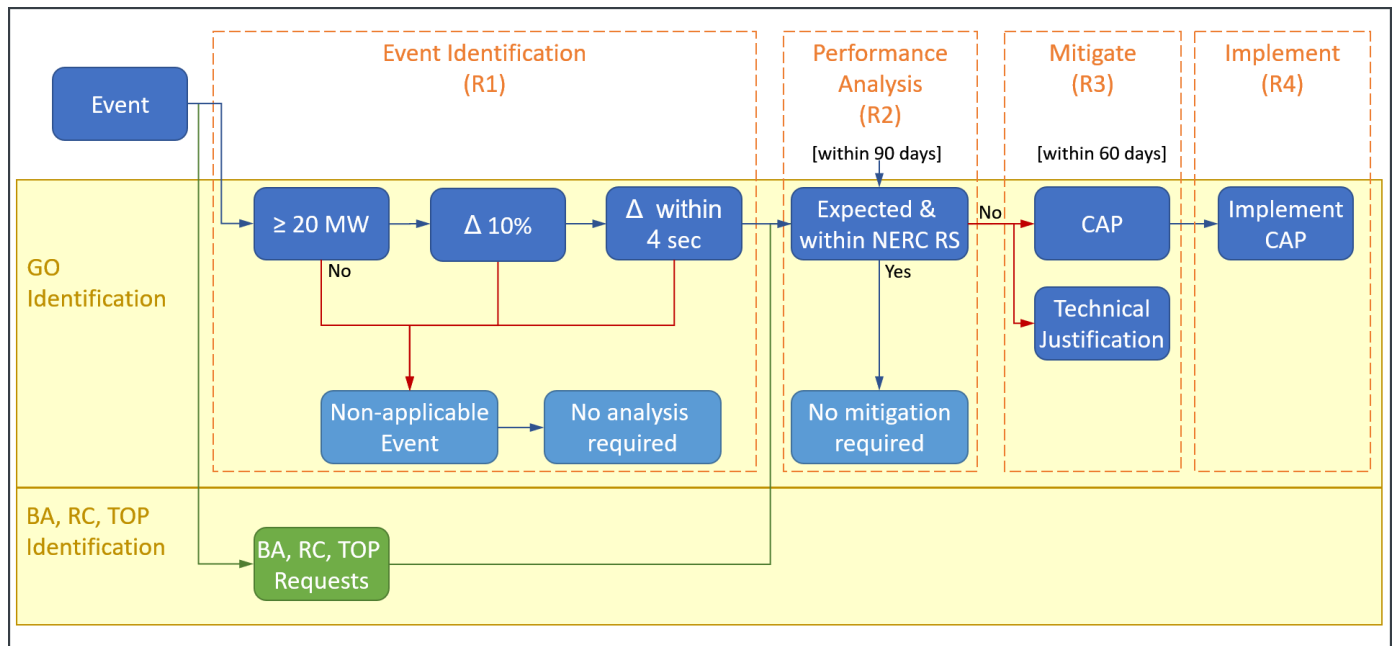 Event Identification
(R1)
Performance
Analysis
(R2)
Mitigate
(R3)
Implement
(R4)
Event
[within 90 days]
[within 60 days]
≥ 20 MW
Δ 10%
Δ within
4 sec
Expected &
within NERC RS
No
CAP
Implement
CAP
No
Yes
GO
Identification
Technical
Justification
Non-applicable
Event
No analysis
required
No mitigation
required
BA, RC, TOP
Identification
BA, RC, TOP
Requests